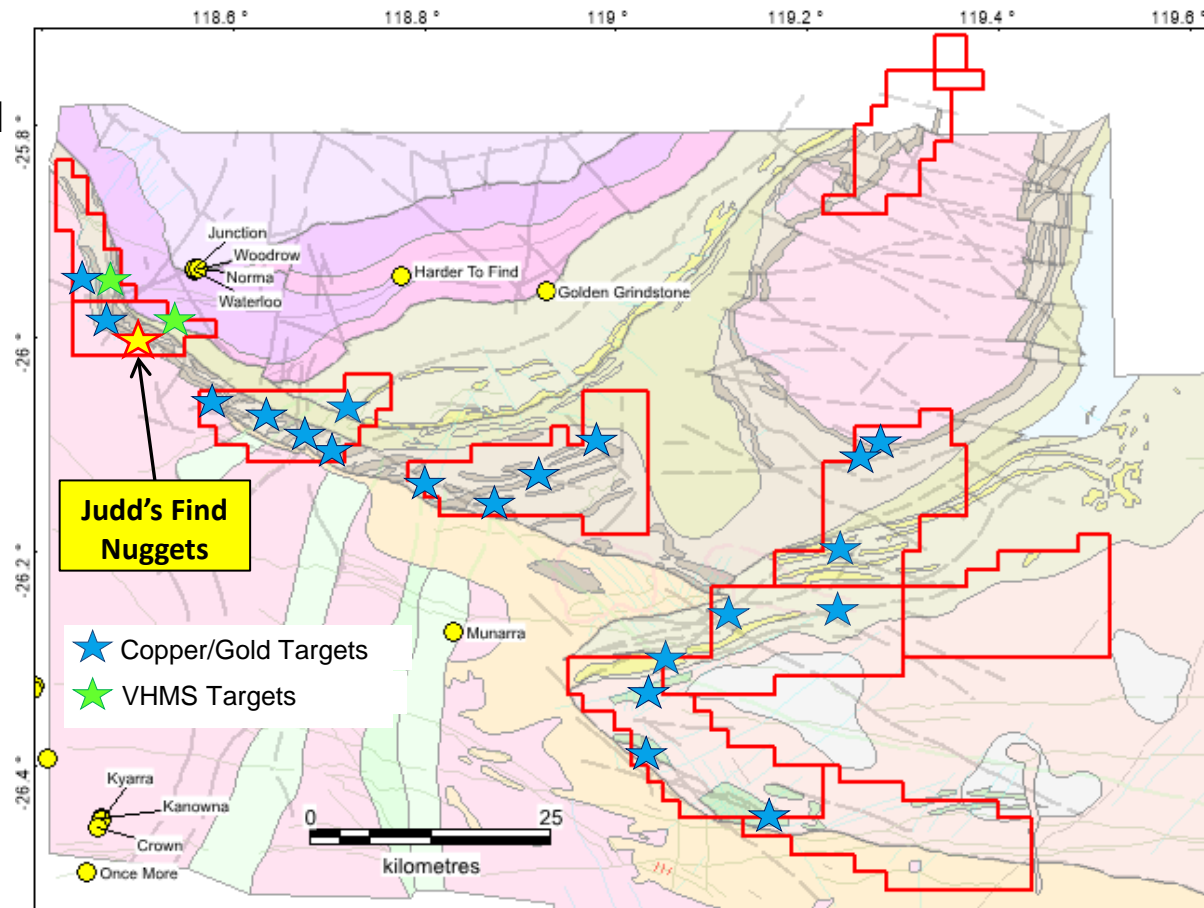 118.6 °
118.8 °
119 °
119.2 °
119.4 °
119.6 °
-25.8 °
-26 °
-26.2 °
-26.4 °
Junction
Woodrow
Norma
Waterloo
Harder To Find
Golden Grindstone
Judd’s Find
Nuggets
Munarra
Copper/Gold Targets
VHMS Targets
Kyarra
Kanowna
Crown
Once More
0
25
kilometres